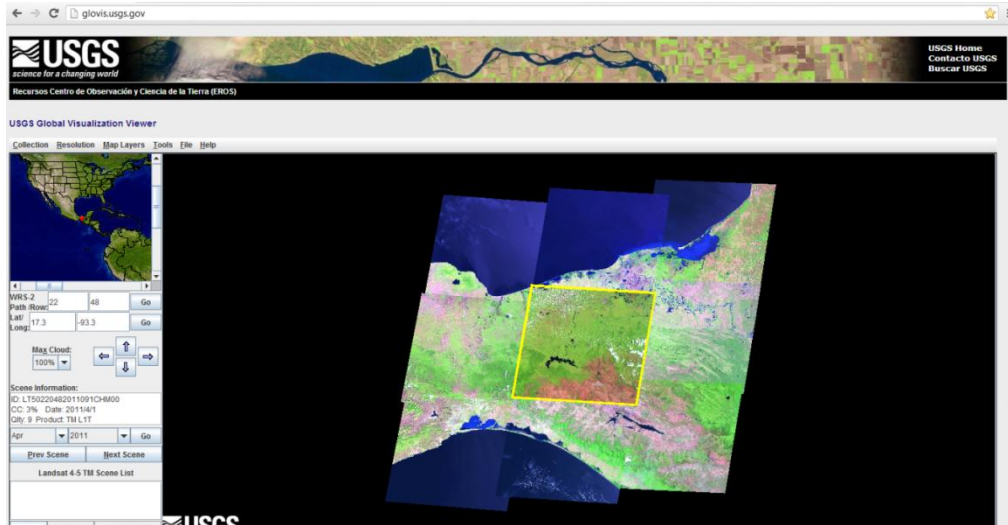 glovis.usgs.gov
USGS
science for a changing world
USGS Home
Contacto USGS
Buscar USGS
Recursos Centro de Observación y Ciencia de la Tierra (EROS)
USGS Global Visualization Viewer
Collection Resolution Map Layers Tools File Help
WRS-2
Path /Row: 22 48 Go
Lat/
Long: 17.3 -93.3 Go
Max Cloud:
100%
Scene Information:
ID: LT50220482011091CHM00
CC: 3% Date: 2011/4/1
Qlty: 9 Product: TM L1T
Apr 2011 Go
Prev Scene Next Scene
Landsat 4-5 TM Scene List
USGS